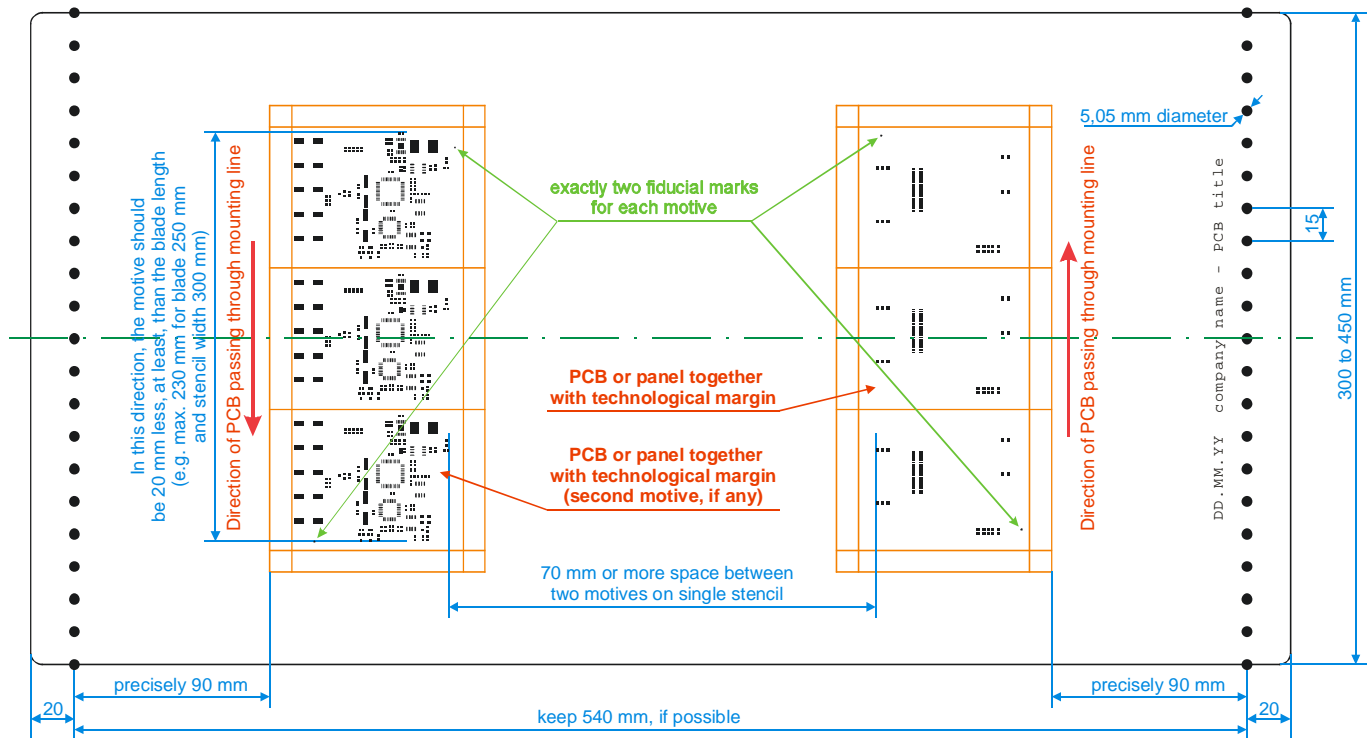 5,05 mm diameter
In this direction, the motive should
be 20 mm less, at least, than the blade length
(e.g. max. 230 mm for blade 250 mm
and stencil width 300 mm)
Direction of PCB passing through mounting line
exactly two fiducial marks
for each motive
PCB or panel together
with technological margin
PCB or panel together
with technological margin
(second motive, if any)
70 mm or more space between
two motives on single stencil
Direction of PCB passing through mounting line
DD.MM.YY company name - PCB title
15
300 to 450 mm
precisely 90 mm
precisely 90 mm
20
keep 540 mm, if possible
20